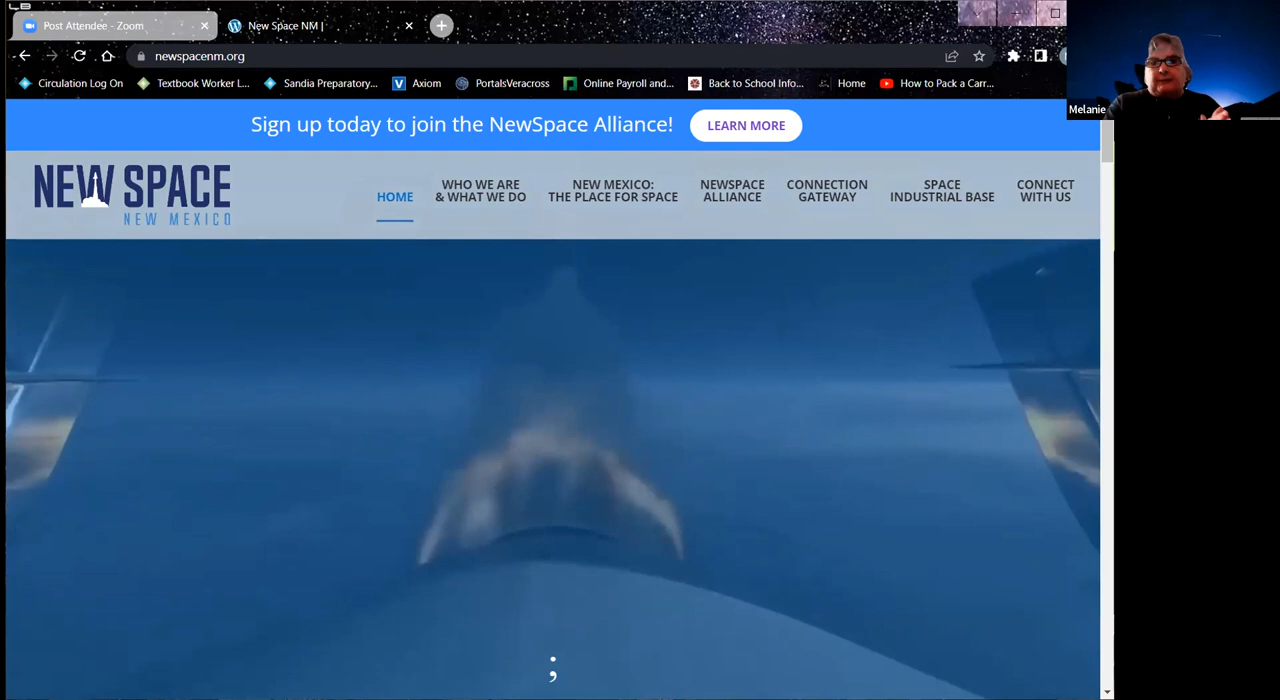 Post Attendee - Zoom
New Space NM |
newspacenm.org
Circulation Log On
Textbook Worker L...
Sandia Preparatory...
Axiom
PortalsVeracross
Online Payroll and...
Back to School Info...
Home
How to Pack a Carr...
Melanie
Sign up today to join the NewSpace Alliance!
LEARN MORE
NEW SPACE
NEW MEXICO
HOME
WHO WE ARE
& WHAT WE DO
NEW MEXICO:
THE PLACE FOR SPACE
NEWSPACE
ALLIANCE
CONNECTION
GATEWAY
SPACE
INDUSTRIAL BASE
CONNECT
WITH US
;